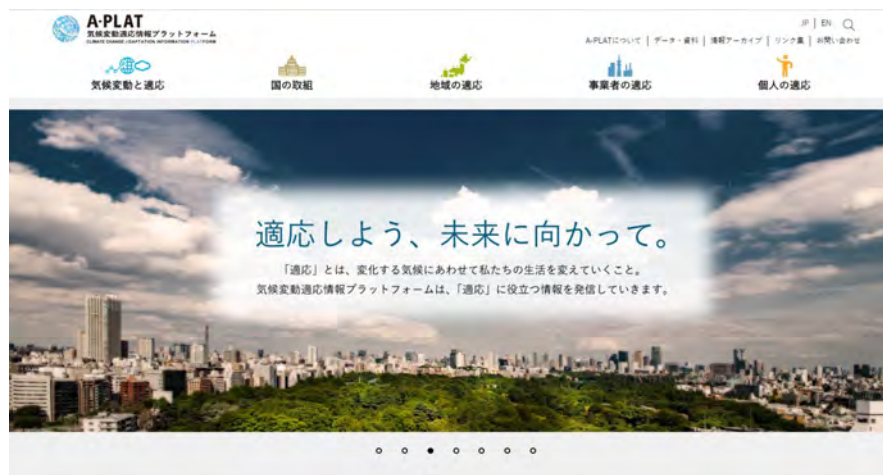 A-PLAT
気候変動適応情報プラットフォーム
CLIMATE CHANGE ADAPTATION INFORMATION PLATFORM
JP | EN
A-PLATについて | データ・資料 | 情報アーカイブ | リンク集 | お問い合わせ
気候変動と適応
国の取組
地域の適応
事業者の適応
個人の適応
適応しよう、未来に向かって。
「適応」とは、変化する気候にあわせて私たちの生活を変えていくこと。
気候変動適応情報プラットフォームは、「適応」に役立つ情報を発信していきます。